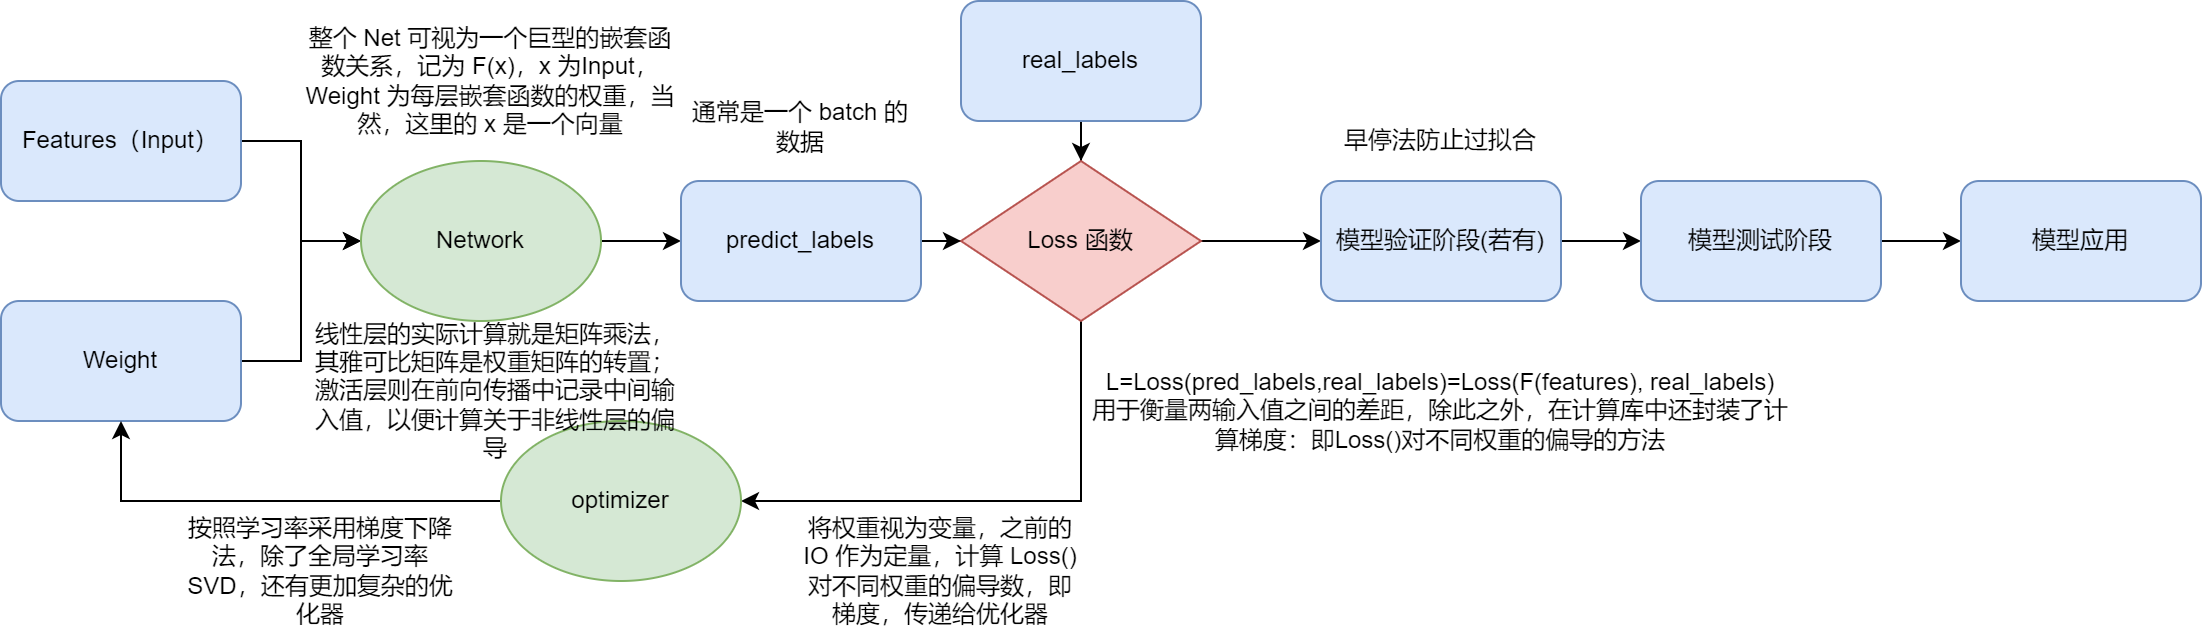 整个 Net 可视为一个巨型的嵌套函
数关系，记为 F(x)，x 为Input，
Weight 为每层嵌套函数的权重，当
然，这里的 x 是一个向量
Features（Input）
Weight
Network
线性层的实际计算就是矩阵乘法，
其雅可比矩阵是权重矩阵的转置；
激活层则在前向传播中记录中间输
入值，以便计算关于非线性层的偏
导
通常是一个 batch 的
数据
predict_labels
real_labels
Loss 函数
早停法防止过拟合
模型验证阶段(若有)
模型测试阶段
模型应用
L=Loss(pred_labels,real_labels)=Loss(F(features), real_labels)
用于衡量两输入值之间的差距，除此之外，在计算库中还封装了计
算梯度：即Loss()对不同权重的偏导的方法
optimizer
按照学习率采用梯度下降
法，除了全局学习率
SVD，还有更加复杂的优
化器
将权重视为变量，之前的
IO 作为定量，计算 Loss()
对不同权重的偏导数，即
梯度，传递给优化器